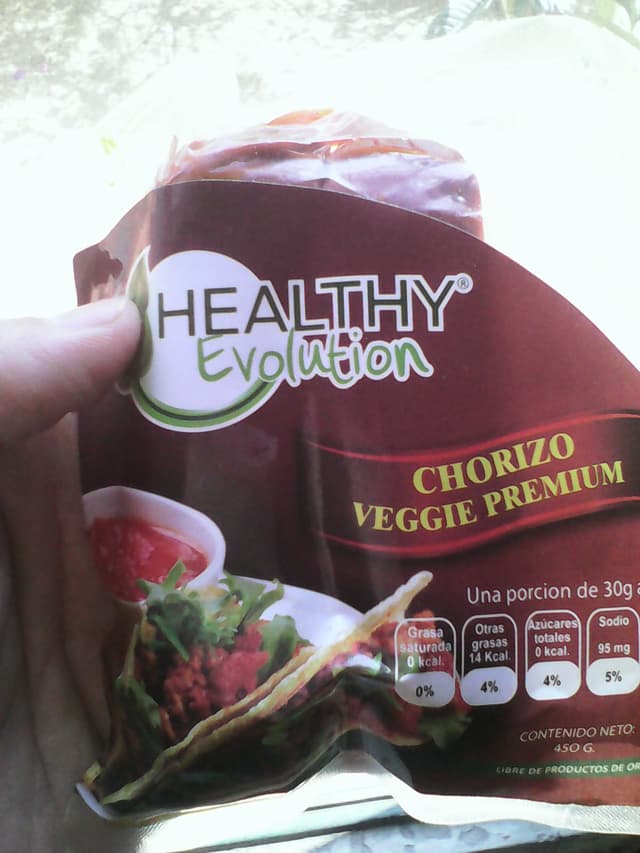 HEALTHY®
Evolution
CHORIZO
VEGGIE PREMIUM
Una porcion de 30g
Grasa
saturada
0 kcal.
0%
Otras
grasas
14 Kcal.
4%
Azúcares
totales
0 kcal.
4%
Sodio
95 mg
5%
CONTENIDO NETO:
450 G.
LIBRE DE PRODUCTOS DE